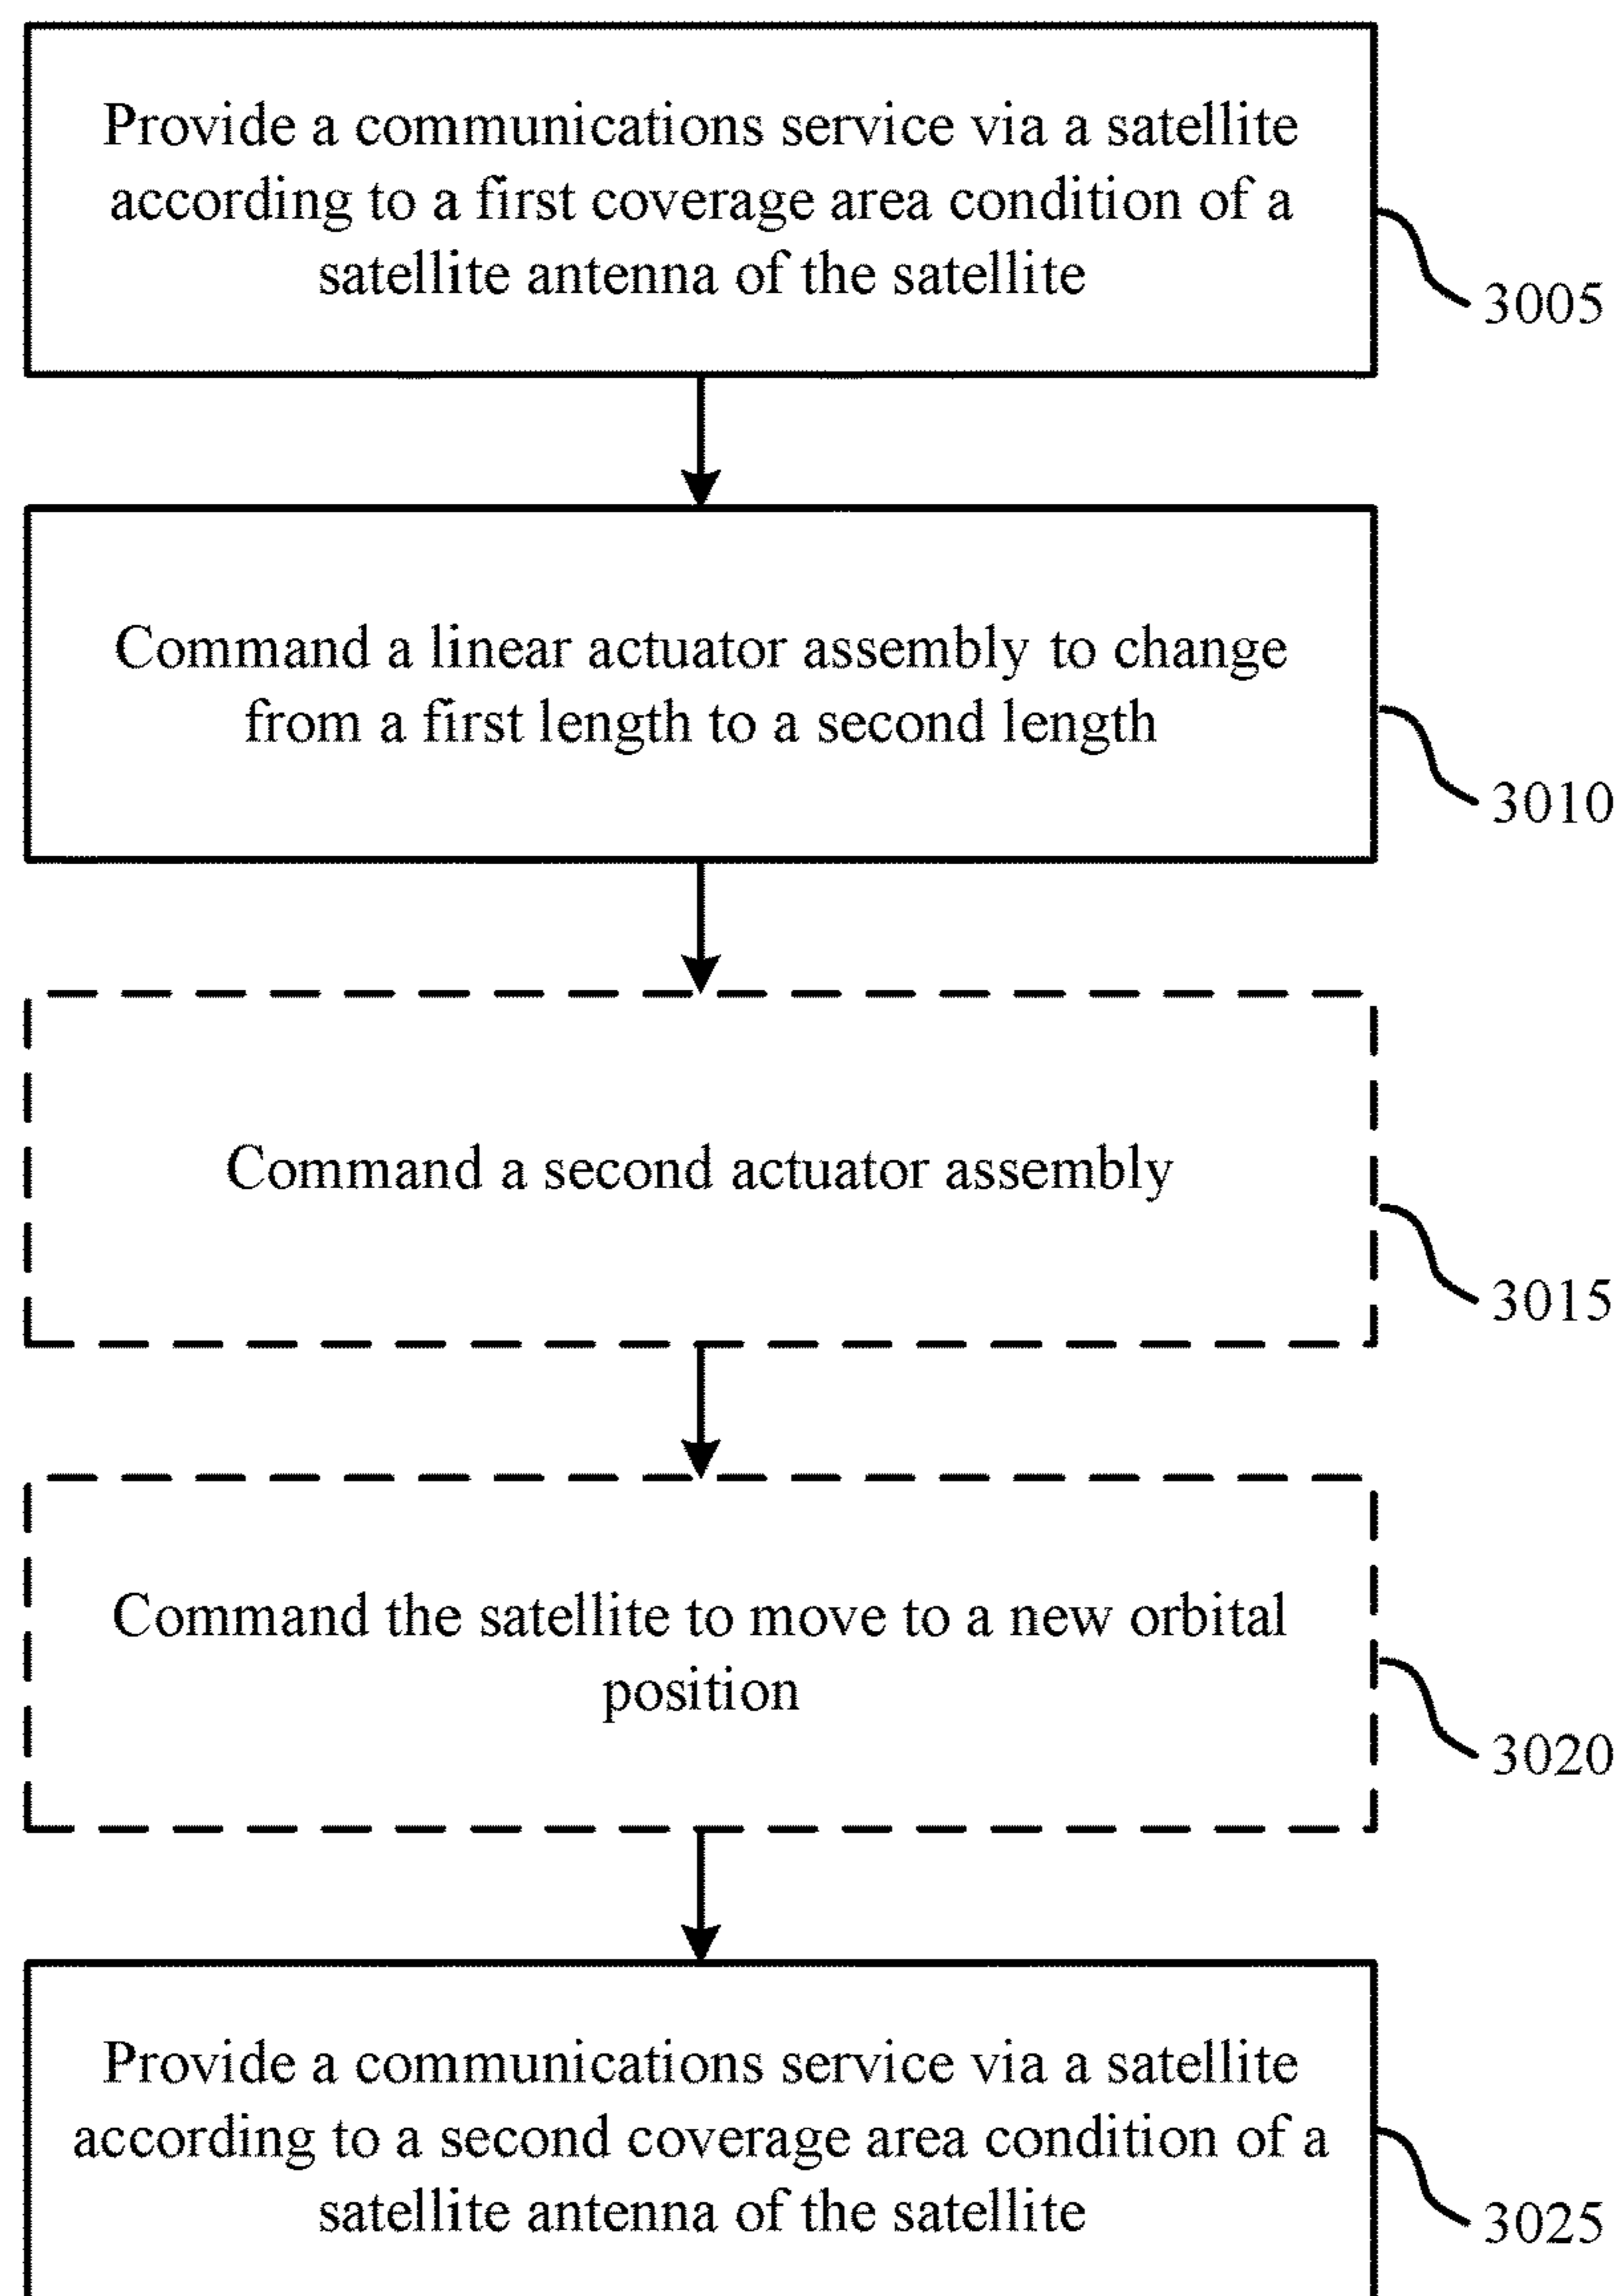 Provide a communications service via a satellite
according to a first coverage area condition of a
satellite antenna of the satellite
3005
Command a linear actuator assembly to change
from a first length to a second length
3010
Command a second actuator assembly
3015
Command the satellite to move to a new orbital
position
3020
Provide a communications service via a satellite
according to a second coverage area condition of a
satellite antenna of the satellite
3025